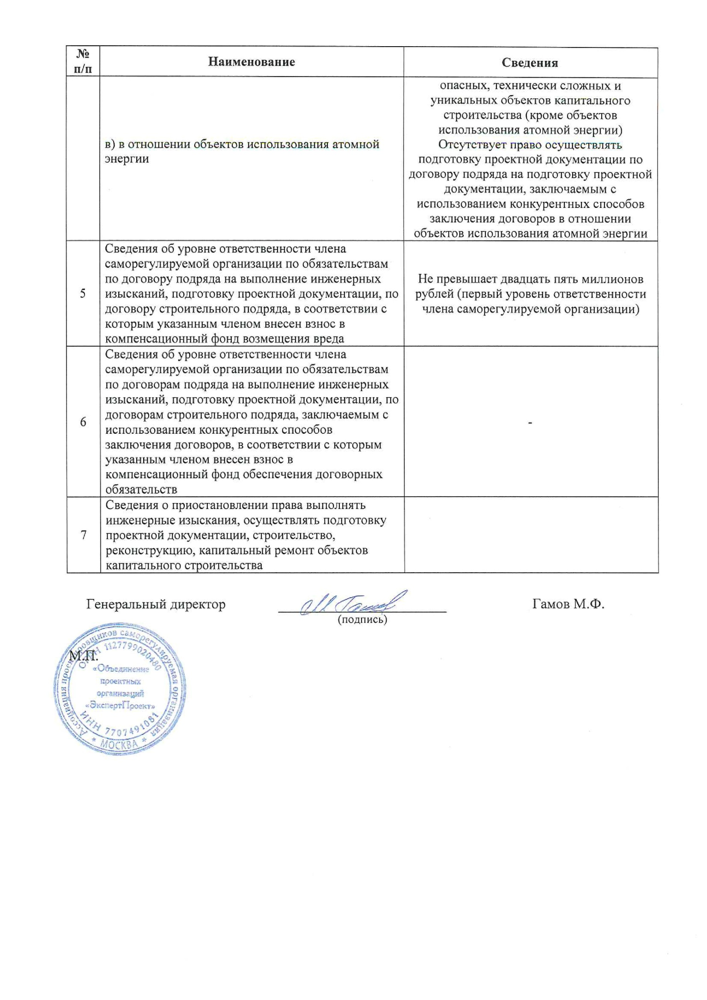 №
п/п
Наименование
Сведения
в) в отношении объектов использования атомной
энергии
опасных, технически сложных и
уникальных объектов капитального
строительства (кроме объектов
использования атомной энергии)
Отсутствует право осуществлять
подготовку проектной документации по
договору подряда на подготовку проектной
документации, заключаемым с
использованием конкурентных способов
заключения договоров в отношении
объектов использования атомной энергии
5
Сведения об уровне ответственности члена
саморегулируемой организации по обязательствам
по договору подряда на выполнение инженерных
изысканий, подготовку проектной документации, по
договору строительного подряда, в соответствии с
которым указанным членом внесен взнос в
компенсационный фонд возмещения вреда
Не превышает двадцать пять миллионов
рублей (первый уровень ответственности
члена саморегулируемой организации)
6
Сведения об уровне ответственности члена
саморегулируемой организации по обязательствам
по договорам подряда на выполнение инженерных
изысканий, подготовку проектной документации, по
договорам строительного подряда, заключаемым с
использованием конкурентных способов
заключения договоров, в соответствии с которым
указанным членом внесен взнос в
компенсационный фонд обеспечения договорных
обязательств
-
7
Сведения о приостановлении права выполнять
инженерные изыскания, осуществлять подготовку
проектной документации, строительство,
реконструкцию, капитальный ремонт объектов
капитального строительства
Генеральный директор
Гамов М.Ф.
(подпись)
М.П.
Ассоциация проектировщиков саморегулируемая организация
ОГРН 1127799020480
«Объединение
проектных
организаций
«ЭкспертПроект»
ИНН 7707491081
* МОСКВА *